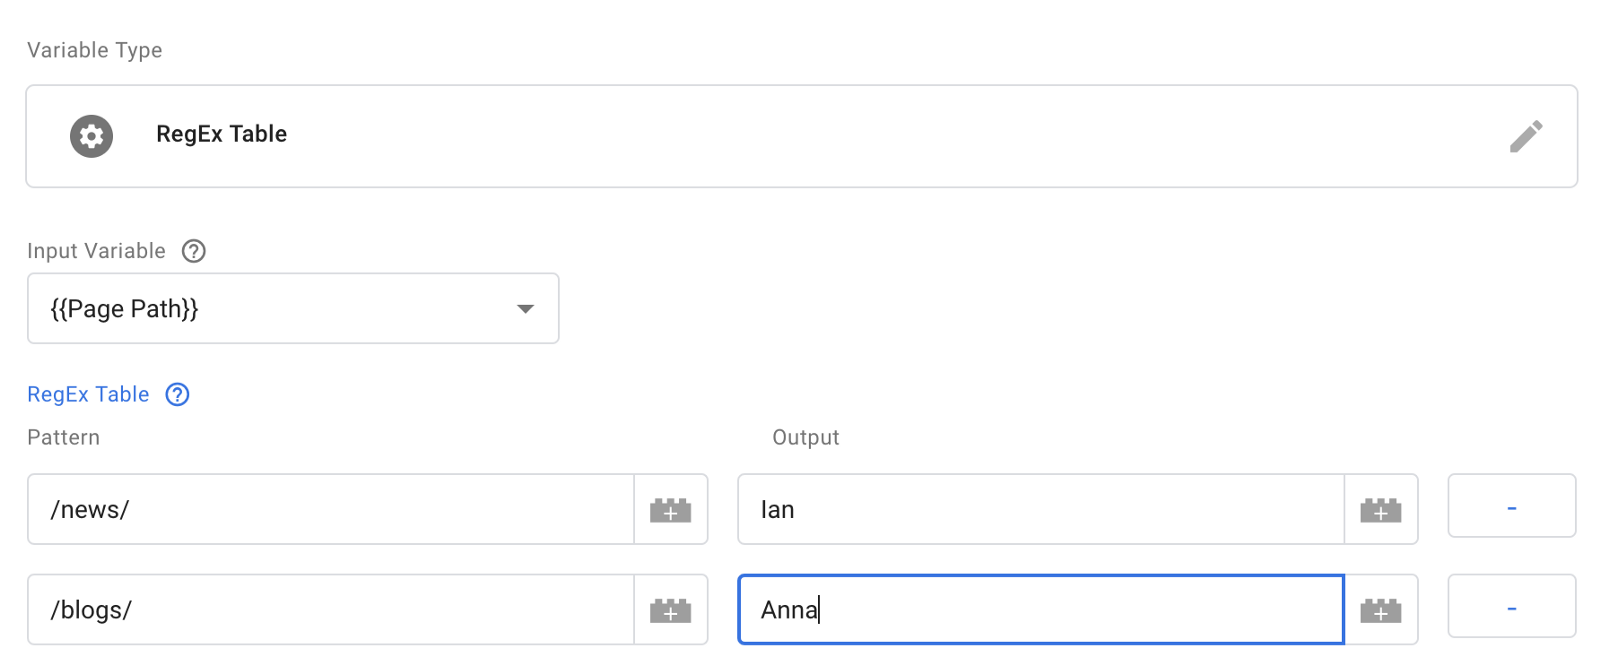 Variable Type
RegEx Table
Input Variable
{{Page Path}}
RegEx Table
Pattern Output
/news/ Ian -
/blogs/ Anna -